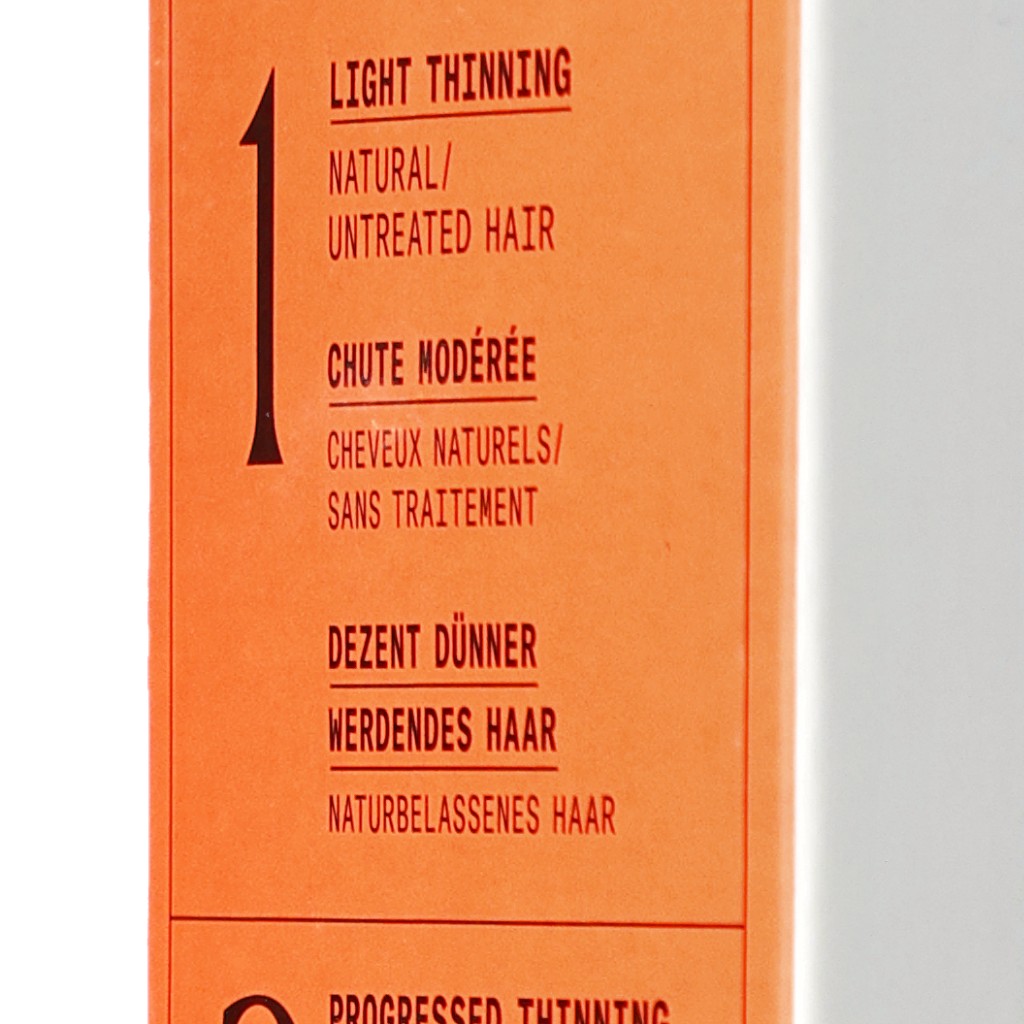 1
LIGHT THINNING
NATURAL/
UNTREATED HAIR
CHUTE MODÉRÉE
CHEVEUX NATURELS/
SANS TRAITEMENT
DEZENT DÜNNER
WERDENDES HAAR
NATURBELASSENES HAAR
PROGRESSED THINNING